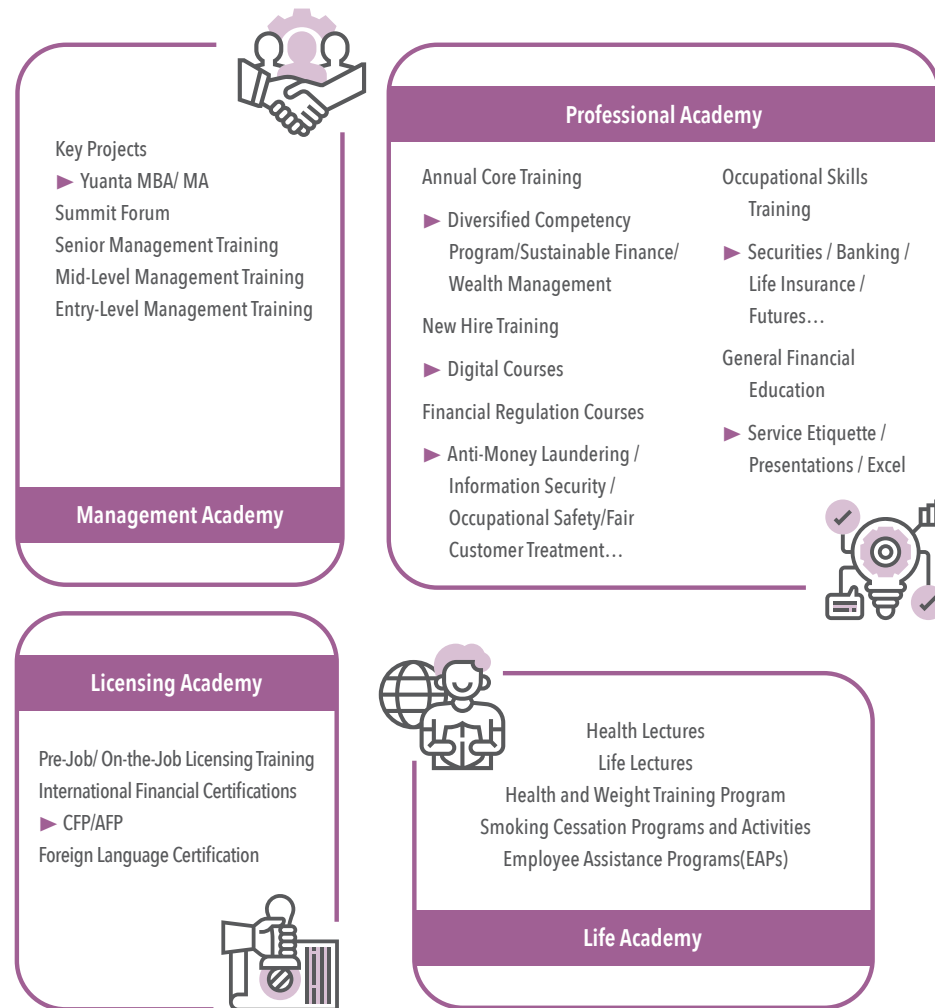 Key Projects
► Yuanta MBA/ MA
Summit Forum
Senior Management Training
Mid-Level Management Training
Entry-Level Management Training
Management Academy
Professional Academy
Annual Core Training
► Diversified Competency
Program/Sustainable Finance/
Wealth Management
New Hire Training
► Digital Courses
Financial Regulation Courses
► Anti-Money Laundering /
Information Security /
Occupational Safety/Fair
Customer Treatment…
Occupational Skills
Training
► Securities / Banking /
Life Insurance /
Futures…
General Financial
Education
► Service Etiquette /
Presentations / Excel
Licensing Academy
Pre-Job/ On-the-Job Licensing Training
International Financial Certifications
► CFP/AFP
Foreign Language Certification
Health Lectures
Life Lectures
Health and Weight Training Program
Smoking Cessation Programs and Activities
Employee Assistance Programs(EAPs)
Life Academy